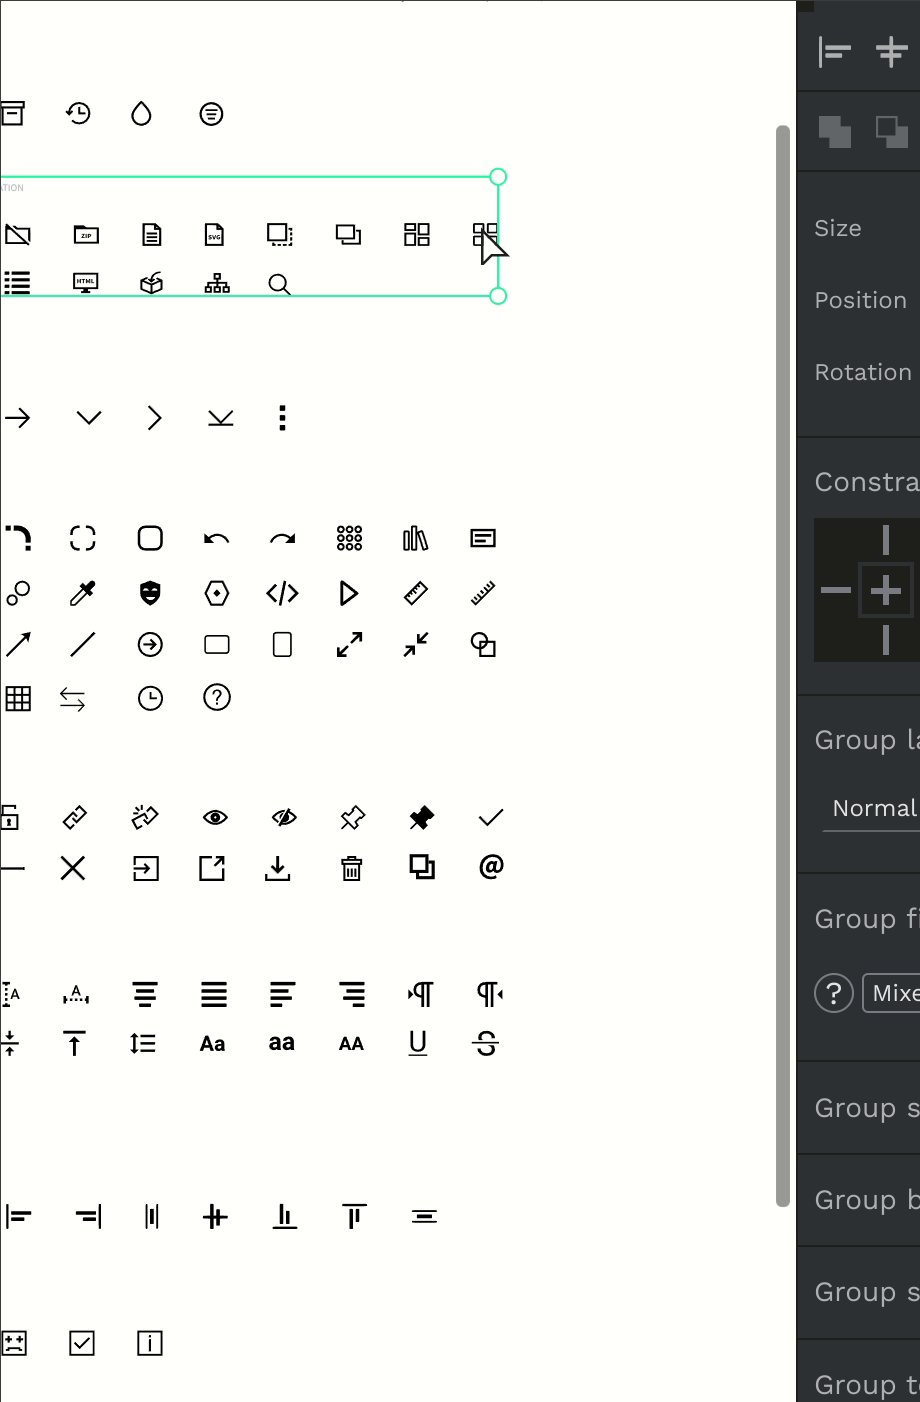 ATION
ZIP
SVG
HTML
A
A
Aa
aa
AA
U
S
@
?
i
Size
Position
Rotation
Constra
Group la
Normal
Group fi
? Mixe
Group s
Group b
Group s
Group t